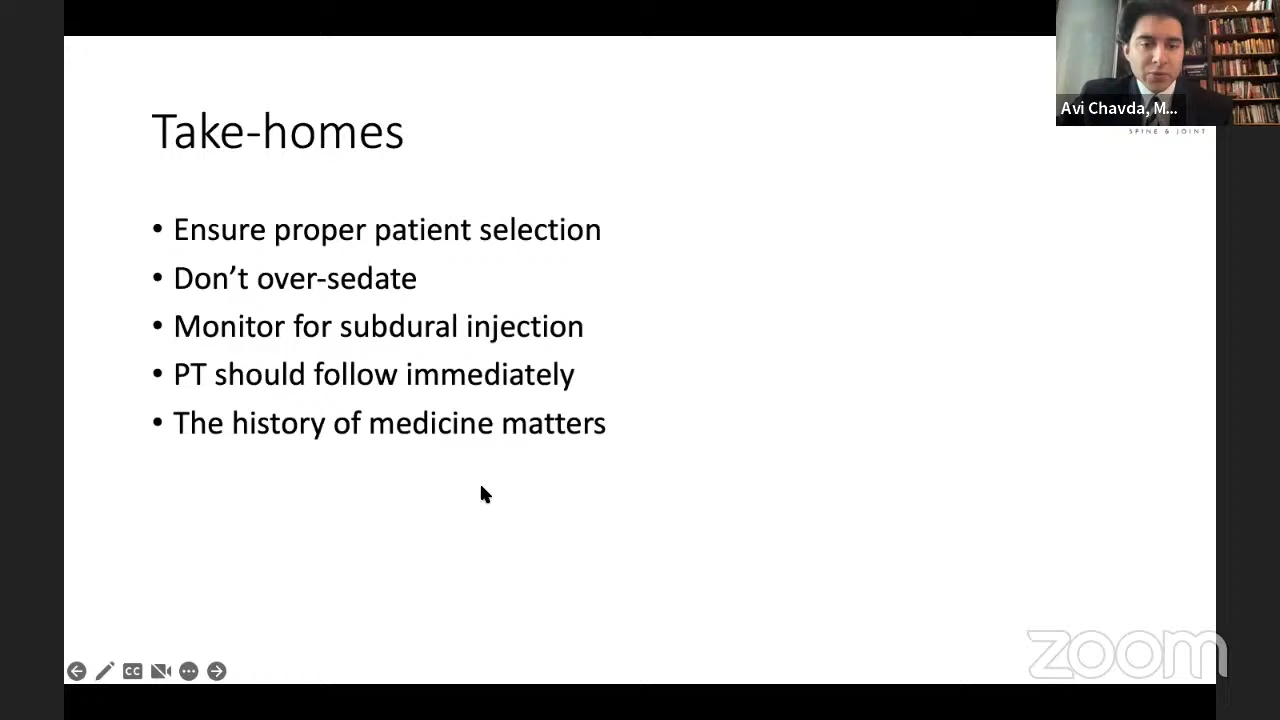 Avi Chavda, M...
SPINE & JOINT
Take-homes
• Ensure proper patient selection
• Don’t over-sedate
• Monitor for subdural injection
• PT should follow immediately
• The history of medicine matters
CC
zoom